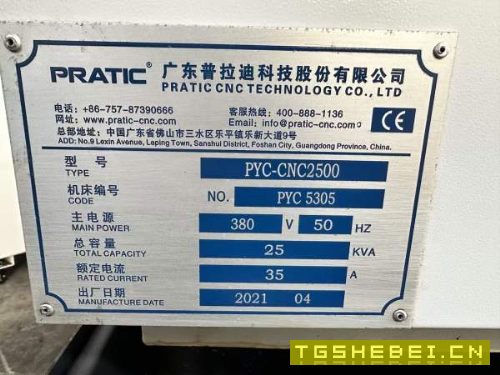 PRATIC® 广东普拉迪科技股份有限公司
PRATIC CNC TECHNOLOGY CO., LTD
电话: +86-757-87390666 客服热线: 400-888-1136
网址: www.pratic-cnc.com Email: info@pratic-cnc.com
总部地址: 中国广东省佛山市三水区乐平镇乐新大道9号
ADD: No.9 Lexin Avenue, Leping Town, Sanshui District, Foshan City, Guangdong Province, China.
CE
型号 PYC-CNC2500
TYPE
机床编号 NO. PYC 5305
CODE
主电源 380 V 50 HZ
MAIN POWER
总容量 25 KVA
TOTAL CAPACITY
额定电流 35 A
RATED CURRENT
出厂日期 2021 04
MANUFACTURE DATE
TGSHEBEI.CN